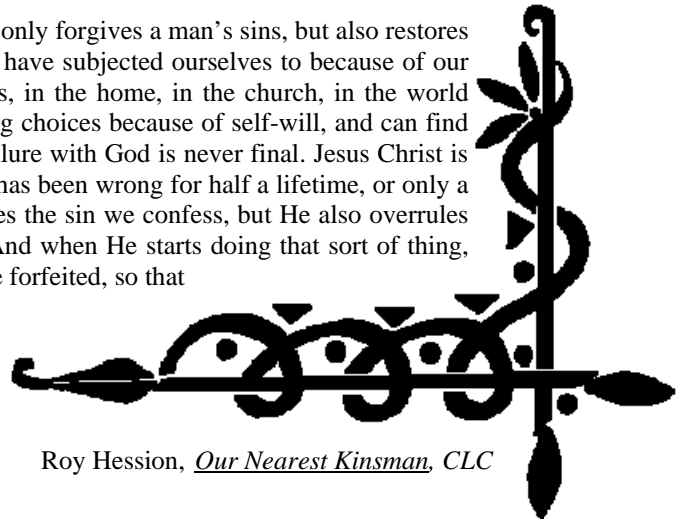 only forgives a man’s sins, but also restores
have subjected ourselves to because of our
s, in the home, in the church, in the world
g choices because of self-will, and can find
lure with God is never final. Jesus Christ is
has been wrong for half a lifetime, or only a
es the sin we confess, but He also overrules
And when He starts doing that sort of thing,
e forfeited, so that
Roy Hession, Our Nearest Kinsman, CLC